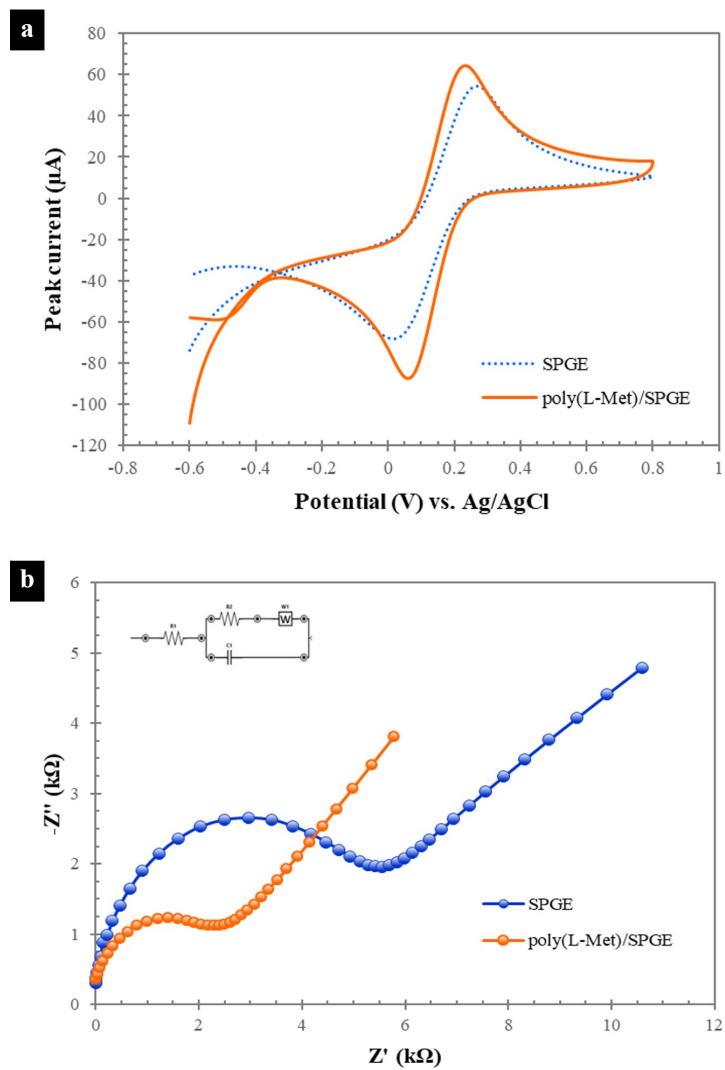 a
80
60
40
20
0
-20
-40
-60
-80
-100
-120
Peak current (µA)
SPGE
poly(L-Met)/SPGE
-0.8 -0.6 -0.4 -0.2 0 0.2 0.4 0.6 0.8 1
Potential (V) vs. Ag/AgCl
b
6
5
4
3
2
1
0
-Z" (kΩ)
R1 R2 W1
W
C1
SPGE
poly(L-Met)/SPGE
0 2 4 6 8 10 12
Z' (kΩ)